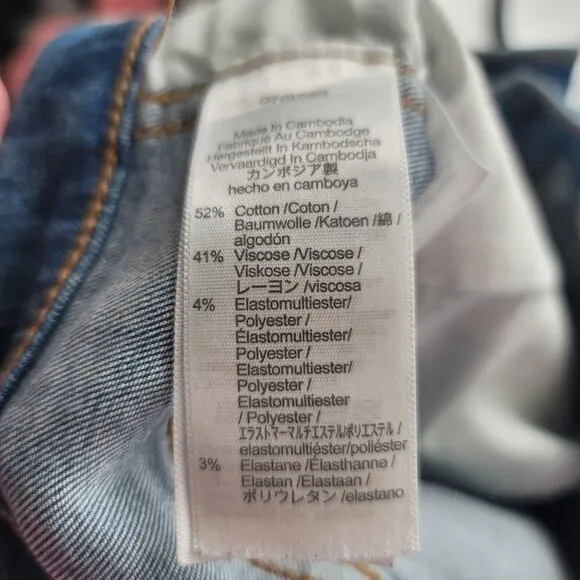 Made In Cambodia
Fabriqué Au Cambodge
Hergestellt In Kambodscha
Vervaardigd In Cambodja
カンボジア製
hecho en camboya
52% Cotton /Coton /
Baumwolle /Katoen /綿 /
algodón
41% Viscose /Viscose /
Viskose /Viscose /
レーヨン /viscosa
4% Elastomultiester/
Polyester /
Élastomultiester/
Polyester /
Elastomultiester/
Polyester /
Elastomultiester
/ Polyester /
エラストマーマルチエステル/ポリエステル /
elastomultiéster/poliéster
3% Elastane /Élasthanne /
Elastan /Elastaan /
ポリウレタン /elastano